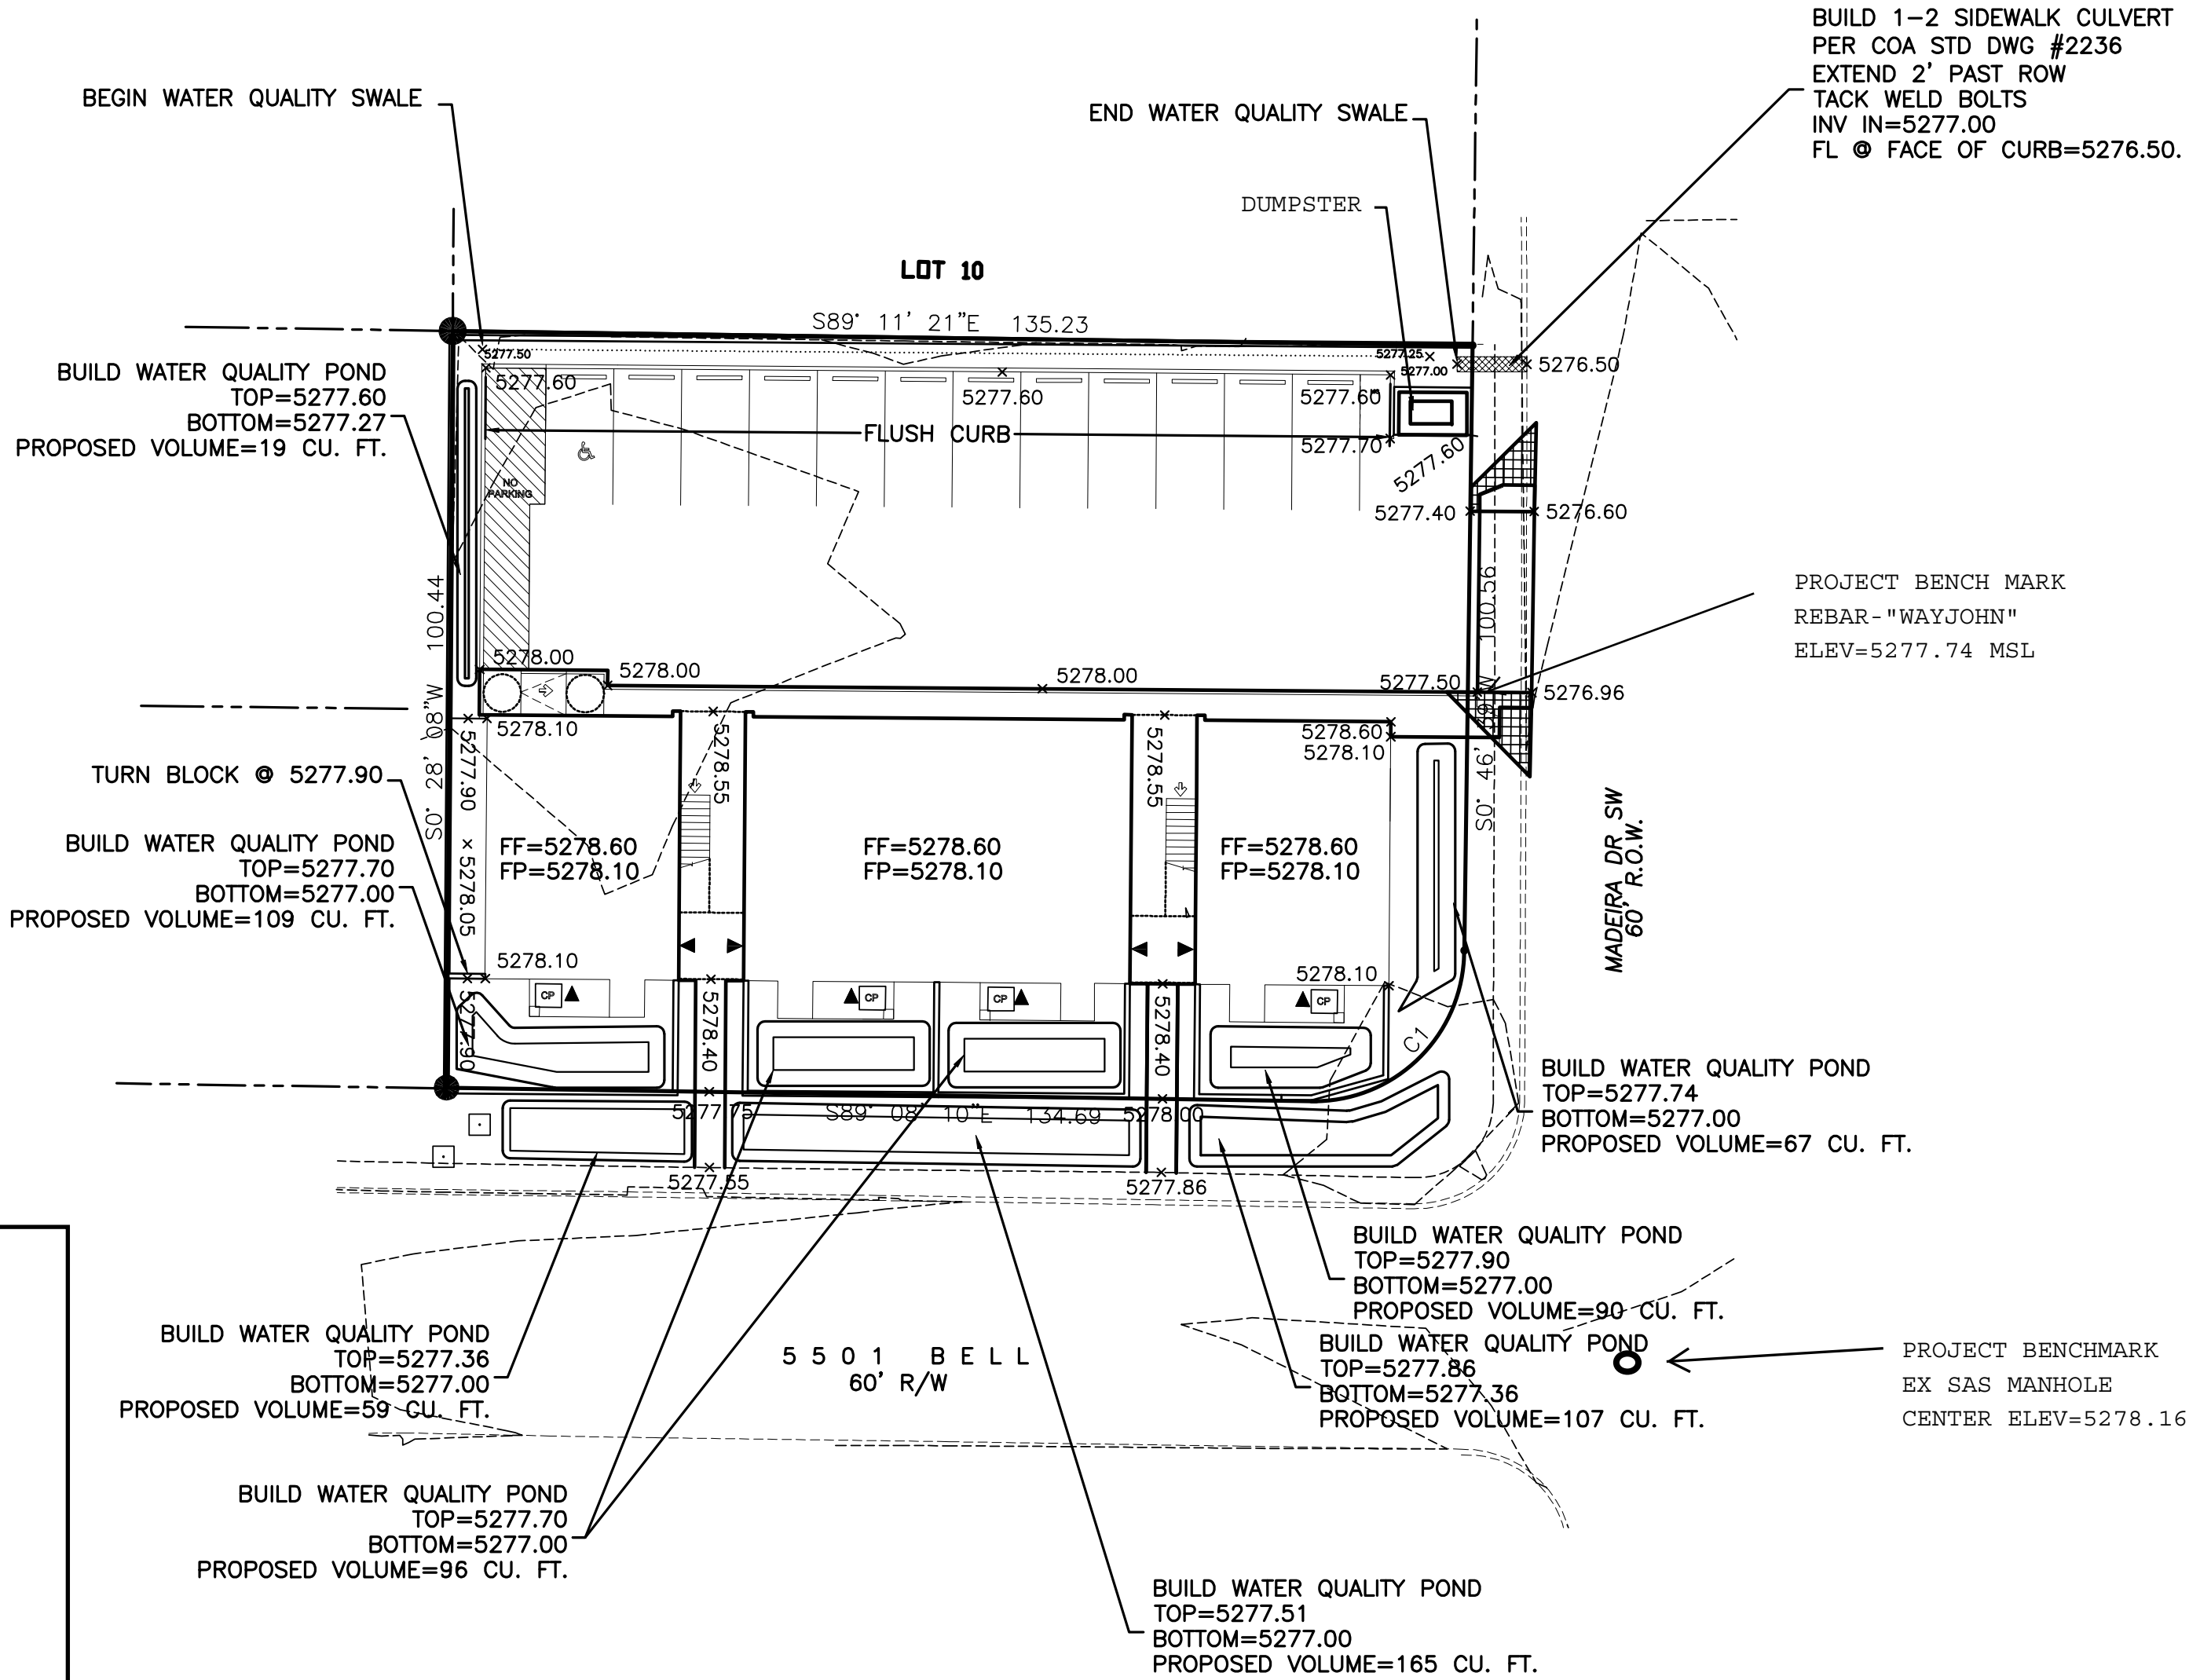 BUILD 1-2 SIDEWALK CULVERT
PER COA STD DWG #2236
EXTEND 2' PAST ROW
TACK WELD BOLTS
INV IN=5277.00
FL @ FACE OF CURB=5276.50.
BEGIN WATER QUALITY SWALE
END WATER QUALITY SWALE
DUMPSTER
LOT 10
S89° 11' 21"E 135.23
5277.50
5277.25
5277.00
5276.50
BUILD WATER QUALITY POND
TOP=5277.60
BOTTOM=5277.27
PROPOSED VOLUME=19 CU. FT.
5277.60
5277.60
5277.60
FLUSH CURB
5277.70
5277.60
NO
PARKING
5277.40
5276.60
100.44
S0° 28' 08"W
100.56
S0° 46'
PROJECT BENCH MARK
REBAR-"WAYJOHN"
ELEV=5277.74 MSL
5278.00
5278.00
5278.00
5277.50
5276.96
5278.10
5277.90
5278.55
5278.55
5278.60
5278.10
TURN BLOCK @ 5277.90
BUILD WATER QUALITY POND
TOP=5277.70
BOTTOM=5277.00
PROPOSED VOLUME=109 CU. FT.
5278.05
FF=5278.60
FP=5278.10
FF=5278.60
FP=5278.10
FF=5278.60
FP=5278.10
MADEIRA DR SW
60' R.O.W.
5278.10
5278.10
CP
CP
CP
CP
5277.90
5278.40
5278.40
C1
BUILD WATER QUALITY POND
TOP=5277.74
BOTTOM=5277.00
PROPOSED VOLUME=67 CU. FT.
5277.75
S89° 08' 10"E 134.69
5278.00
5277.55
5277.86
BUILD WATER QUALITY POND
TOP=5277.90
BOTTOM=5277.00
PROPOSED VOLUME=90 CU. FT.
BUILD WATER QUALITY POND
TOP=5277.86
BOTTOM=5277.36
PROPOSED VOLUME=107 CU. FT.
BUILD WATER QUALITY POND
TOP=5277.36
BOTTOM=5277.00
PROPOSED VOLUME=59 CU. FT.
5501 BELL
60' R/W
PROJECT BENCHMARK
EX SAS MANHOLE
CENTER ELEV=5278.16
BUILD WATER QUALITY POND
TOP=5277.70
BOTTOM=5277.00
PROPOSED VOLUME=96 CU. FT.
BUILD WATER QUALITY POND
TOP=5277.51
BOTTOM=5277.00
PROPOSED VOLUME=165 CU. FT.